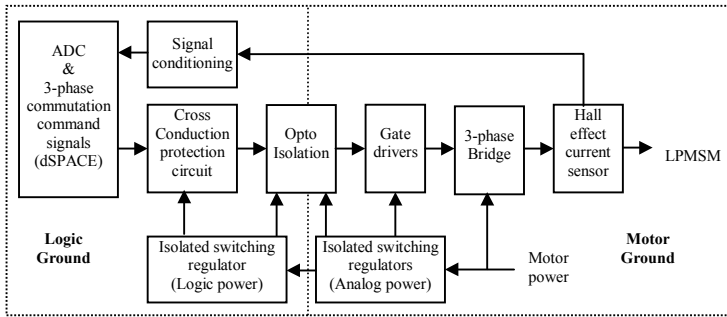 ADC
&
3-phase
commutation
command
signals
(dSPACE)
Signal
conditioning
Cross
Conduction
protection
circuit
Opto
Isolation
Gate
drivers
3-phase
Bridge
Hall
effect
current
sensor
LPMSM
Logic
Ground
Isolated switching
regulator
(Logic power)
Isolated switching
regulators
(Analog power)
Motor
power
Motor
Ground